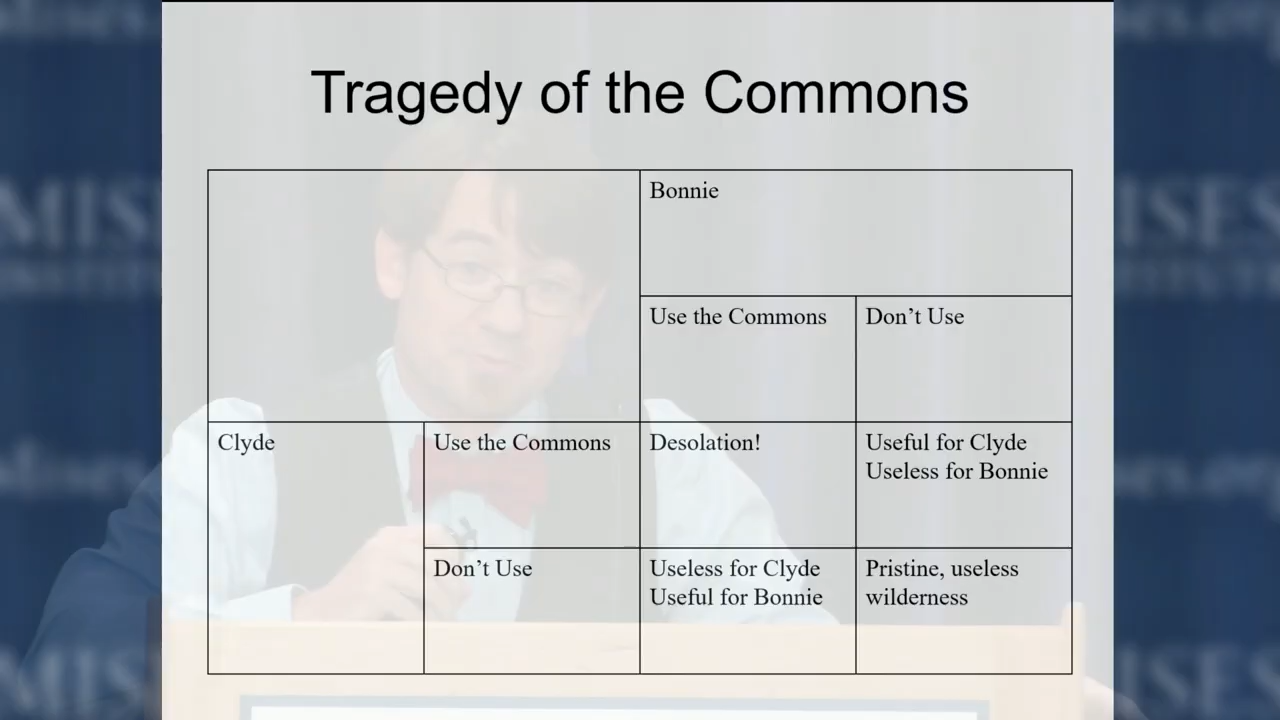 Tragedy of the Commons
Bonnie
Use the Commons
Don’t Use
Clyde
Use the Commons
Desolation!
Useful for Clyde
Useless for Bonnie
Don’t Use
Useless for Clyde
Useful for Bonnie
Pristine, useless
wilderness